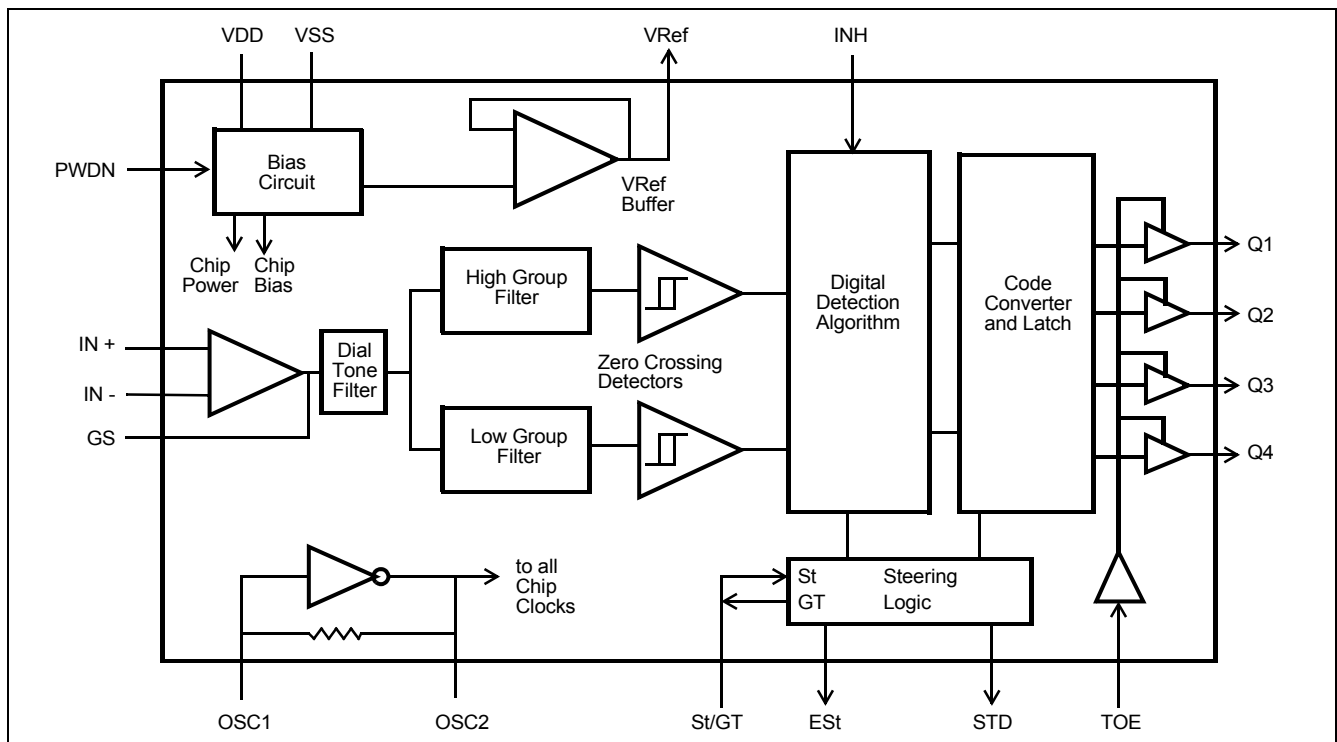 VDD
VSS
VRef
INH
PWDN
Bias
Circuit
VRef
Buffer
Chip
Power
Chip
Bias
High Group
Filter
Digital
Detection
Algorithm
Code
Converter
and Latch
Q1
Q2
Q3
Q4
IN +
IN -
GS
Dial
Tone
Filter
Zero Crossing
Detectors
Low Group
Filter
to all
Chip
Clocks
St
GT
Steering
Logic
OSC1
OSC2
St/GT
ESt
STD
TOE